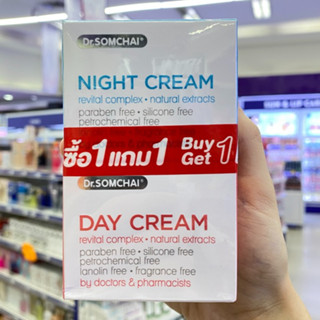 Dr.SOMCHAI®
NIGHT CREAM
revital complex • natural extracts
paraben free • silicone free
petrochemical free
ซื้อ 1 แถม 1 Buy 1 Get
Dr.SOMCHAI®
DAY CREAM
revital complex • natural extracts
paraben free • silicone free
petrochemical free
lanolin free • fragrance free
by doctors & pharmacists